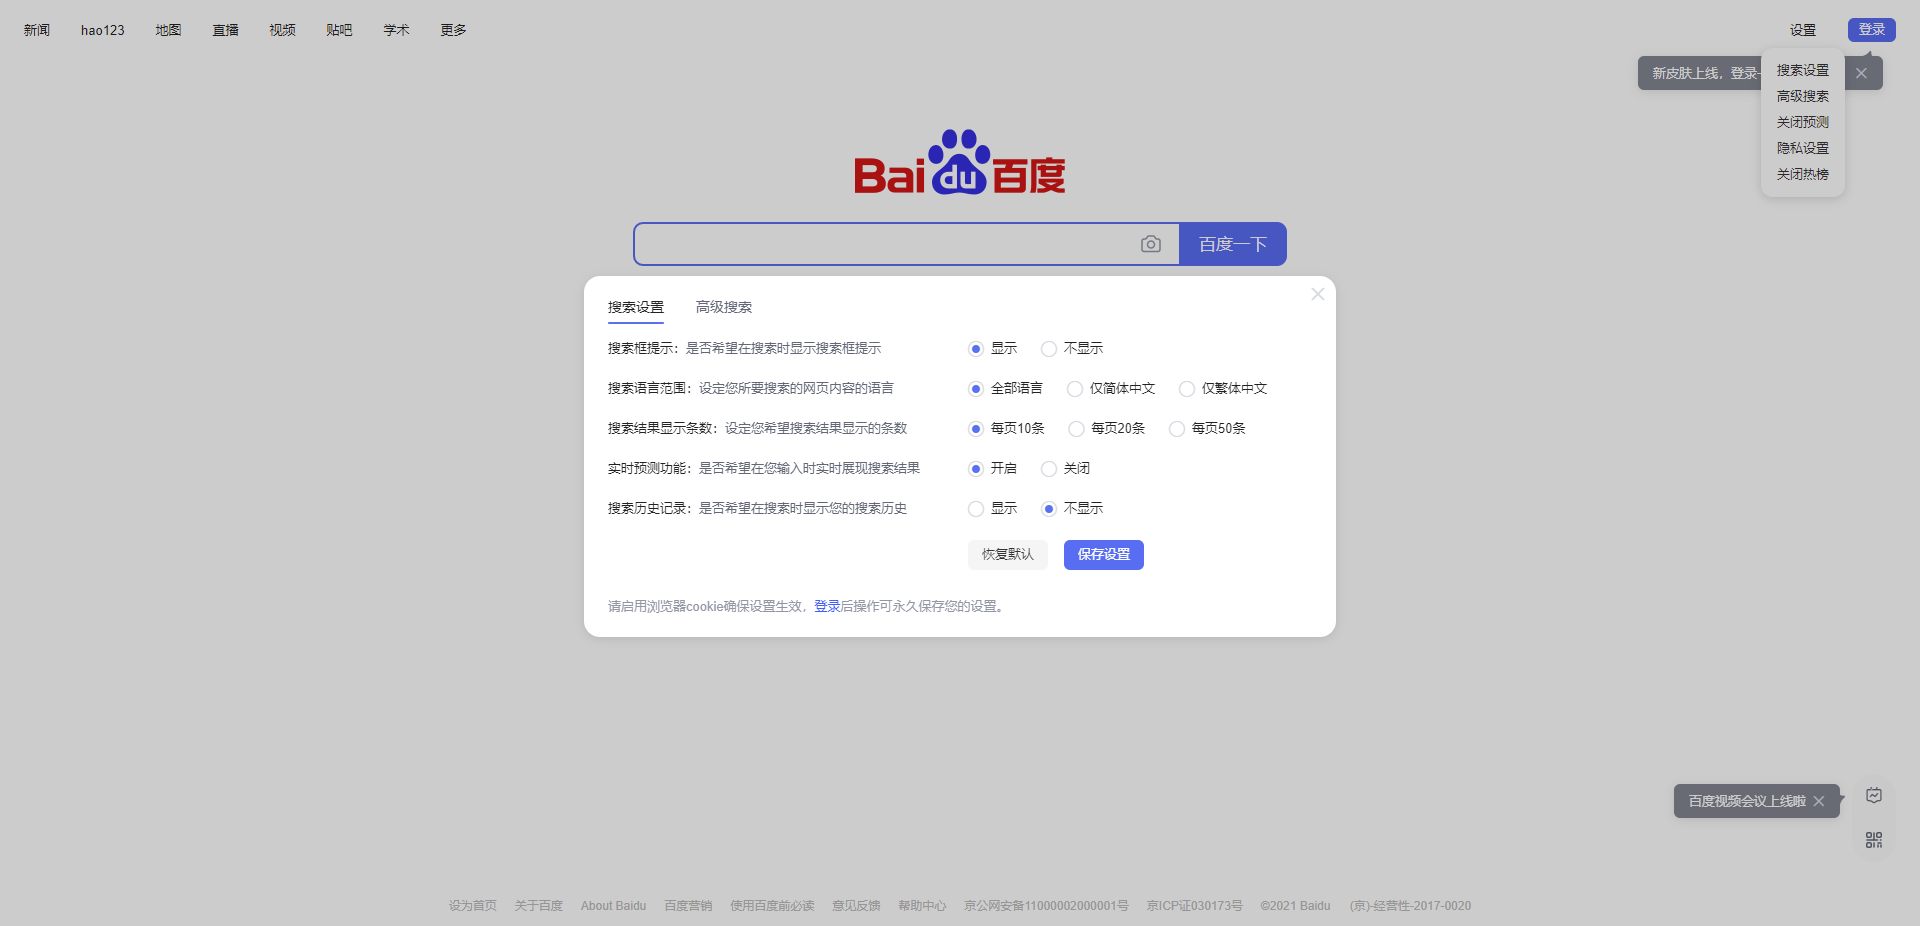 新闻 hao123 地图 直播 视频 贴吧 学术 更多 设置 登录
新皮肤上线，登录
搜索设置
高级搜索
关闭预测
隐私设置
关闭热榜
Bai du 百度
百度一下
搜索设置 高级搜索
搜索框提示：是否希望在搜索时显示搜索框提示 显示 不显示
搜索语言范围：设定您所要搜索的网页内容的语言 全部语言 仅简体中文 仅繁体中文
搜索结果显示条数：设定您希望搜索结果显示的条数 每页10条 每页20条 每页50条
实时预测功能：是否希望在您输入时实时展现搜索结果 开启 关闭
搜索历史记录：是否希望在搜索时显示您的搜索历史 显示 不显示
恢复默认 保存设置
请启用浏览器cookie确保设置生效，登录后操作可永久保存您的设置。
百度视频会议上线啦
设为首页 关于百度 About Baidu 百度营销 使用百度前必读 意见反馈 帮助中心 京公网安备11000002000001号 京ICP证030173号 ©2021 Baidu (京)-经营性-2017-0020